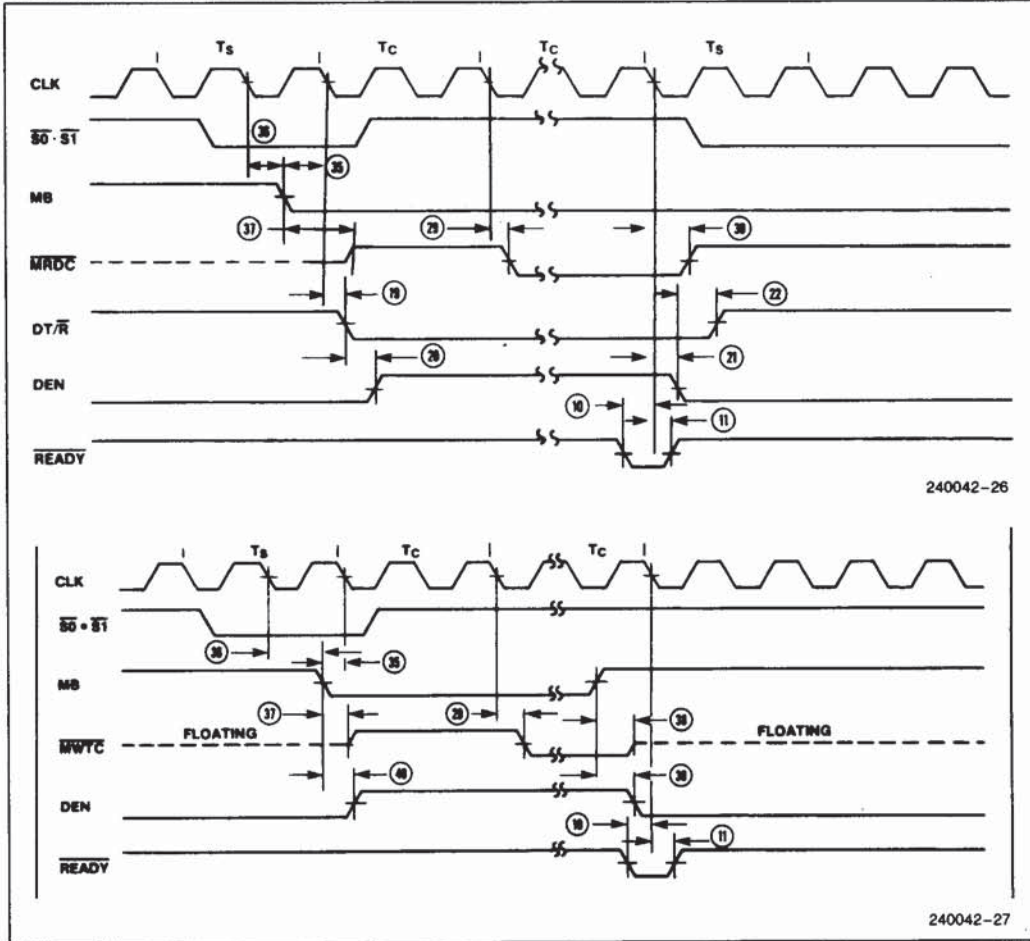 TS TC TC TS
CLK
S0 · S1
36
35
MB
37 29 30
MRDC
19 22
DT/R
20 21
DEN
10 11
READY
240042-26
TS TC TC
CLK
S0 • S1
36 35
MB
37 29 38
FLOATING FLOATING
MWTC
40
DEN
10 11
READY
240042-27